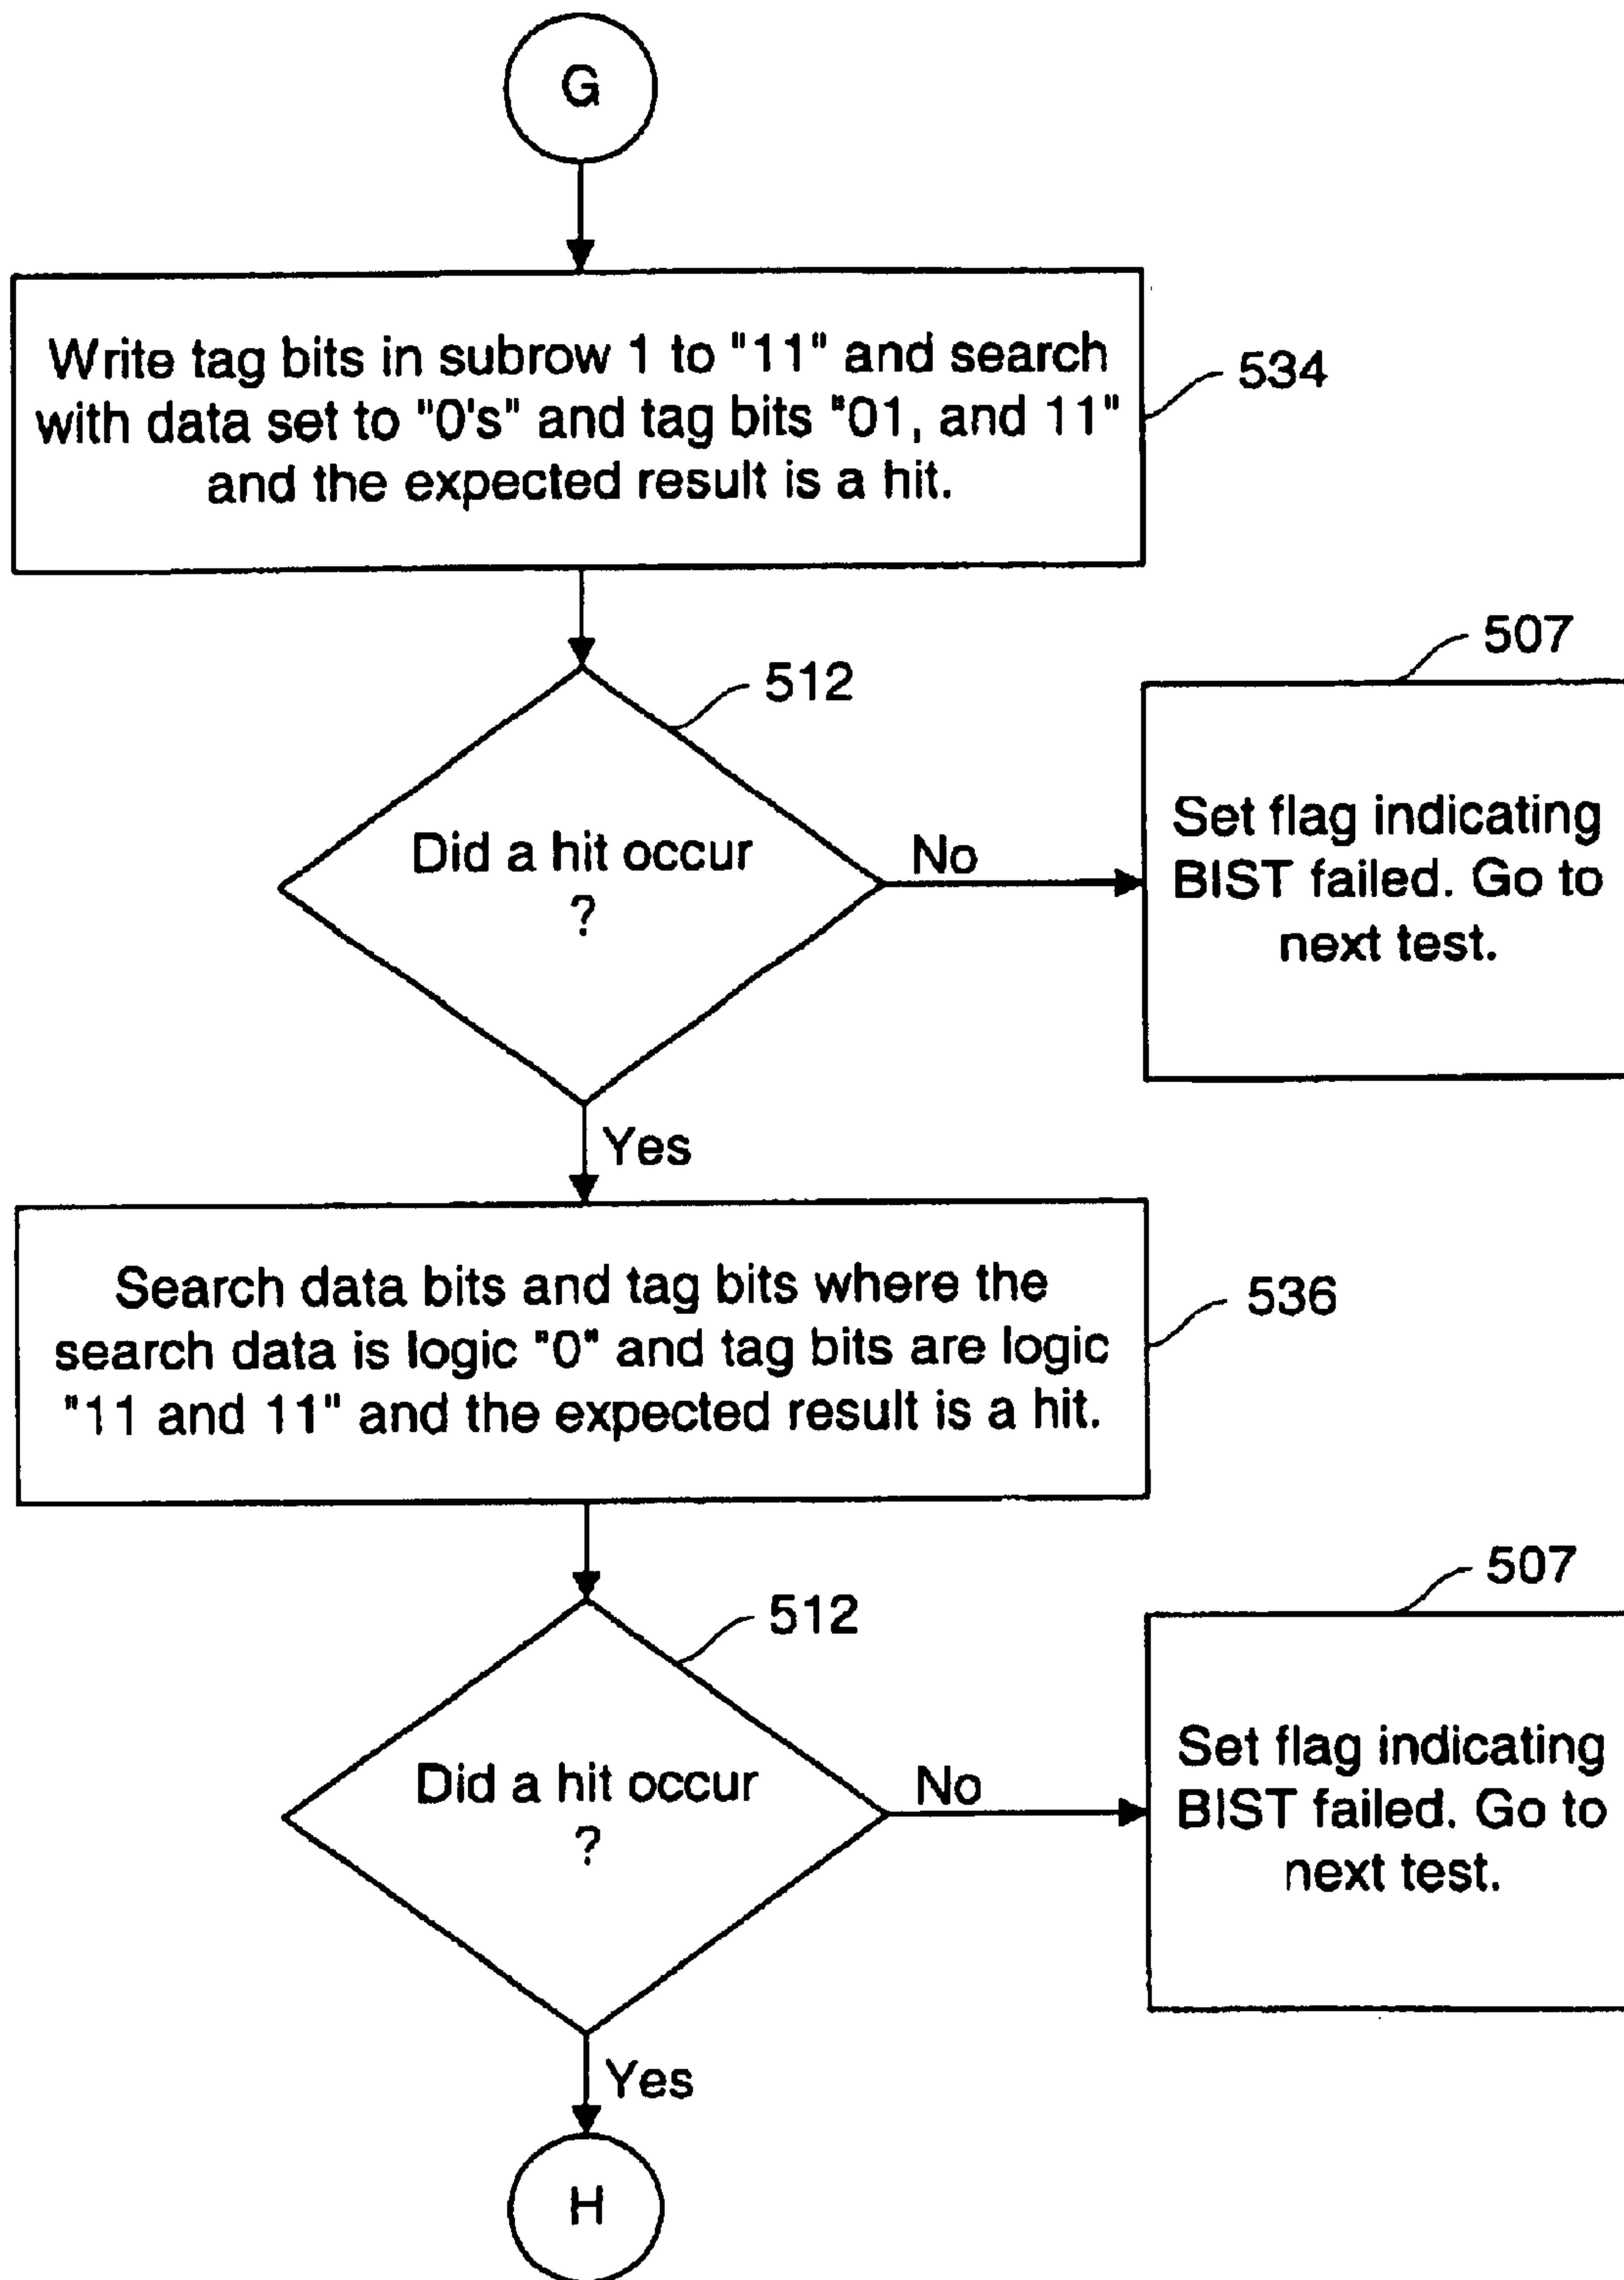 G
Write tag bits in subrow 1 to "11" and search
with data set to "0's" and tag bits "01, and 11"
and the expected result is a hit.
534
512
Did a hit occur
?
No
507
Set flag indicating
BIST failed. Go to
next test.
Yes
Search data bits and tag bits where the
search data is logic "0" and tag bits are logic
"11 and 11" and the expected result is a hit.
536
512
Did a hit occur
?
No
507
Set flag indicating
BIST failed. Go to
next test.
Yes
H